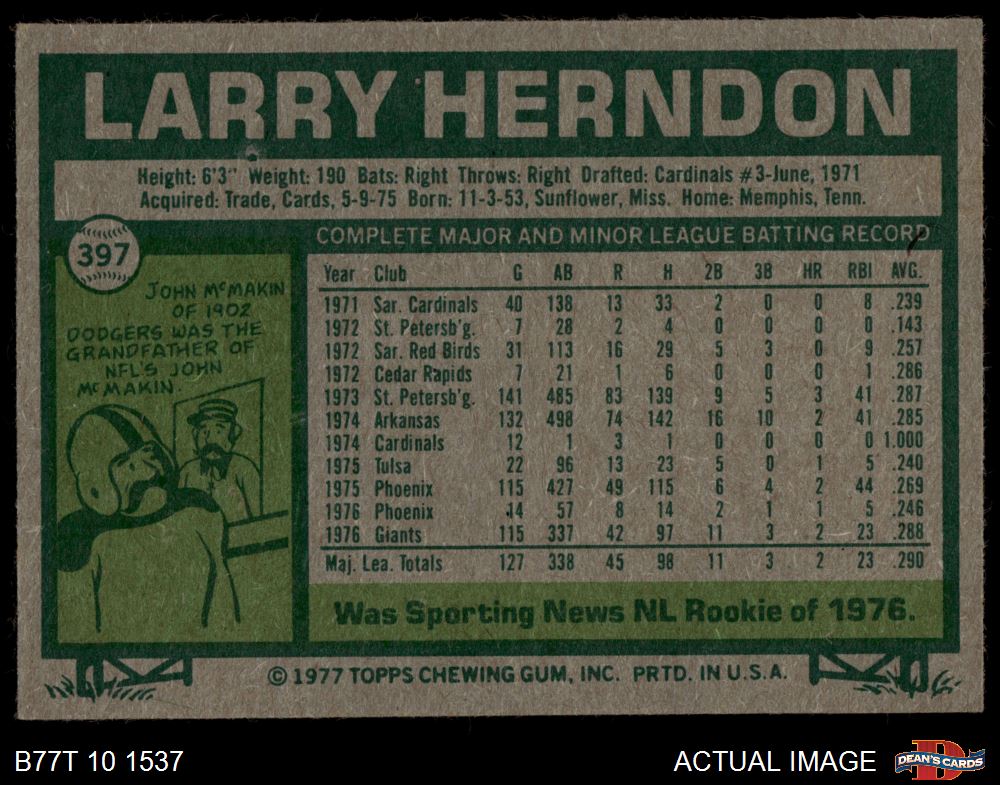 LARRY HERNDON
Height: 6'3" Weight: 190 Bats: Right Throws: Right Drafted: Cardinals #3-June, 1971
Acquired: Trade, Cards, 5-9-75 Born: 11-3-53, Sunflower, Miss. Home: Memphis, Tenn.
397
JOHN McMAKIN
OF 1902
DODGERS WAS THE
GRANDFATHER OF
NFL'S JOHN
McMAKIN.
COMPLETE MAJOR AND MINOR LEAGUE BATTING RECORD
Year Club G AB R H 2B 3B HR RBI AVG.
1971 Sar. Cardinals 40 138 13 33 2 0 0 8 .239
1972 St. Petersb'g. 7 28 2 4 0 0 0 0 .143
1972 Sar. Red Birds 31 113 16 29 5 3 0 9 .257
1972 Cedar Rapids 7 21 1 6 0 0 0 1 .286
1973 St. Petersb'g. 141 485 83 139 9 5 3 41 .287
1974 Arkansas 132 498 74 142 16 10 2 41 .285
1974 Cardinals 12 1 3 1 0 0 0 0 1.000
1975 Tulsa 22 96 13 23 5 0 1 5 .240
1975 Phoenix 115 427 49 115 6 4 2 44 .269
1976 Phoenix 14 57 8 14 2 1 1 5 .246
1976 Giants 115 337 42 97 11 3 2 23 .288
Maj. Lea. Totals 127 338 45 98 11 3 2 23 .290
Was Sporting News NL Rookie of 1976.
© 1977 TOPPS CHEWING GUM, INC. PRTD. IN U.S.A.
B77T 10 1537
ACTUAL IMAGE
D
DEAN'S CARDS